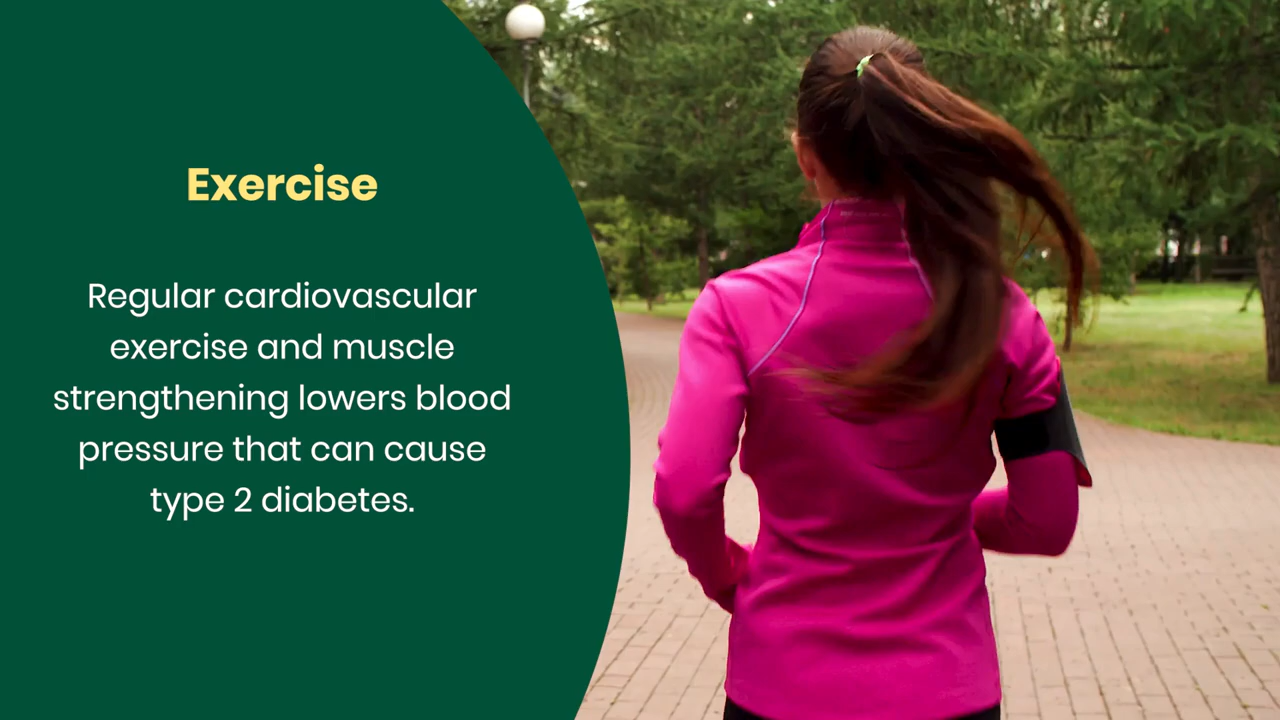 Exercise
Regular cardiovascular
exercise and muscle
strengthening lowers blood
pressure that can cause
type 2 diabetes.